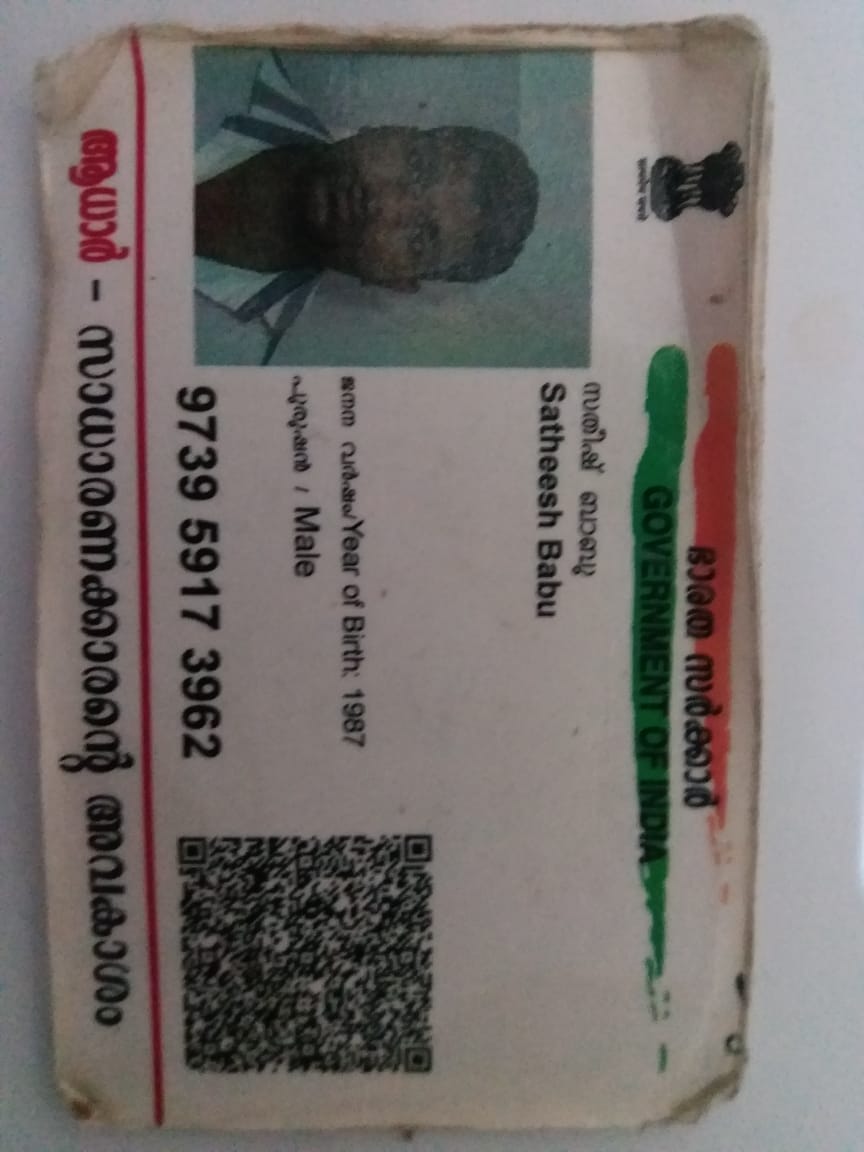 ഭാരത സർക്കാർ
GOVERNMENT OF INDIA
സതീഷ് ബാബു
Satheesh Babu
ജനന വർഷം/Year of Birth: 1987
പുരുഷൻ / Male
9739 5917 3962
ആധാർ - സാധാരണക്കാരന്റെ അവകാശം